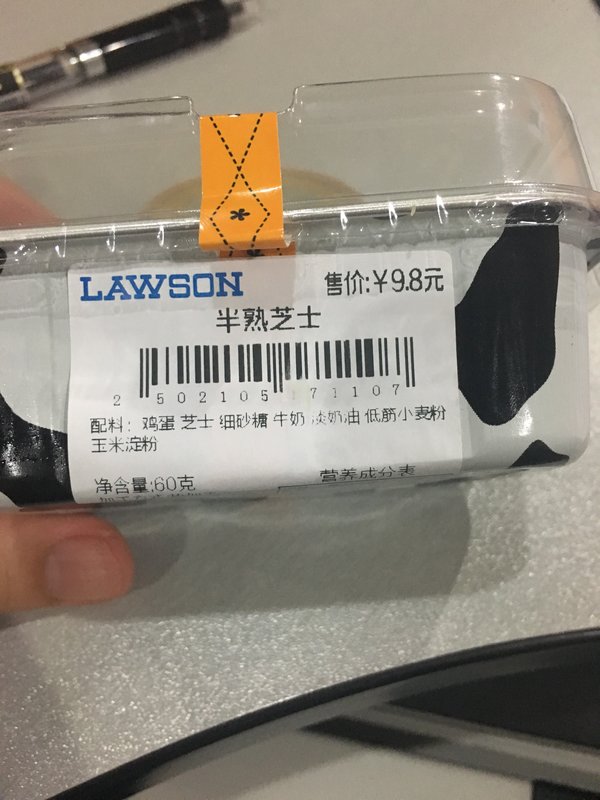 LAWSON 售价:¥9.8元
半熟芝士
2 502105 171107
配料: 鸡蛋 芝士 细砂糖 牛奶 淡奶油 低筋小麦粉
玉米淀粉
净含量:60克 营养成分表